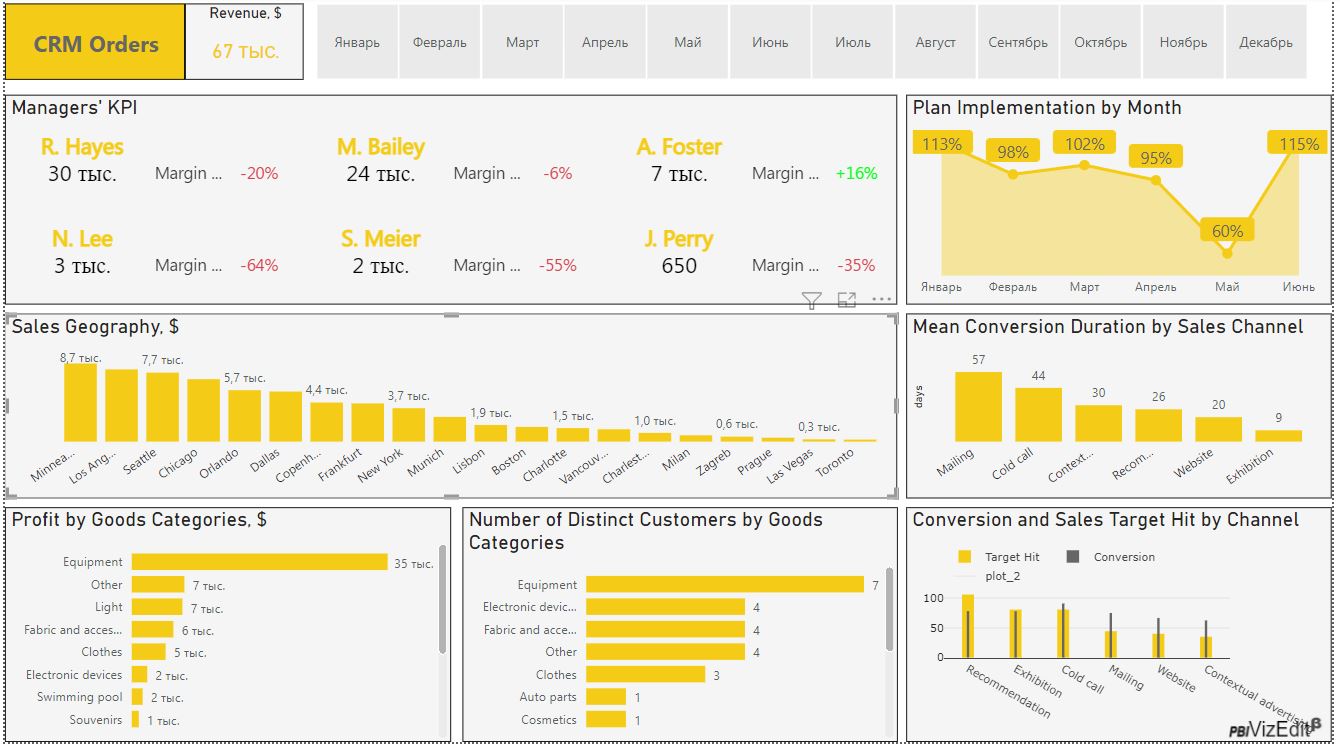 CRM Orders
Revenue, $
67 тыс.
Январь Февраль Март Апрель Май Июнь Июль Август Сентябрь Октябрь Ноябрь Декабрь
Managers' KPI
R. Hayes
30 тыс. Margin ... -20%
M. Bailey
24 тыс. Margin ... -6%
A. Foster
7 тыс. Margin ... +16%
N. Lee
3 тыс. Margin ... -64%
S. Meier
2 тыс. Margin ... -55%
J. Perry
650 Margin ... -35%
Plan Implementation by Month
113% 98% 102% 95% 60% 115%
Январь Февраль Март Апрель Май Июнь
Sales Geography, $
8,7 тыс. 7,7 тыс. 5,7 тыс. 4,4 тыс. 3,7 тыс. 1,9 тыс. 1,5 тыс. 1,0 тыс. 0,6 тыс. 0,3 тыс.
Minnea... Los Ang... Seattle Chicago Orlando Dallas Copenh... Frankfurt New York Munich Lisbon Boston Charlotte Vancouv... Charlest... Milan Zagreb Prague Las Vegas Toronto
Mean Conversion Duration by Sales Channel
days
57 44 30 26 20 9
Mailing Cold call Context... Recom... Website Exhibition
Profit by Goods Categories, $
Equipment 35 тыс.
Other 7 тыс.
Light 7 тыс.
Fabric and acces... 6 тыс.
Clothes 5 тыс.
Electronic devices 2 тыс.
Swimming pool 2 тыс.
Souvenirs 1 тыс.
Number of Distinct Customers by Goods
Categories
Equipment 7
Electronic devic... 4
Fabric and acce... 4
Other 4
Clothes 3
Auto parts 1
Cosmetics 1
Conversion and Sales Target Hit by Channel
Target Hit Conversion
plot_2
100
50
0
Recommendation Exhibition Cold call Mailing Website Contextual advertising
PBIVizEdit β